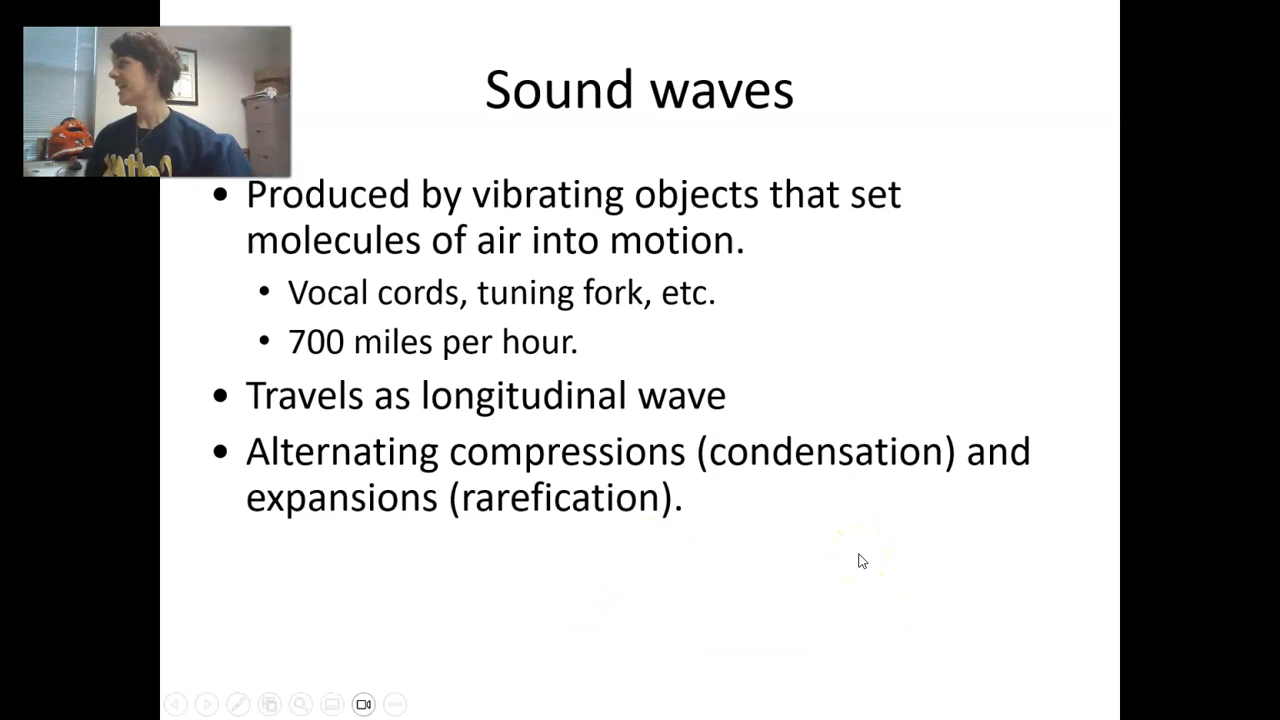 Sound waves
• Produced by vibrating objects that set
molecules of air into motion.
• Vocal cords, tuning fork, etc.
• 700 miles per hour.
• Travels as longitudinal wave
• Alternating compressions (condensation) and
expansions (rarefication).